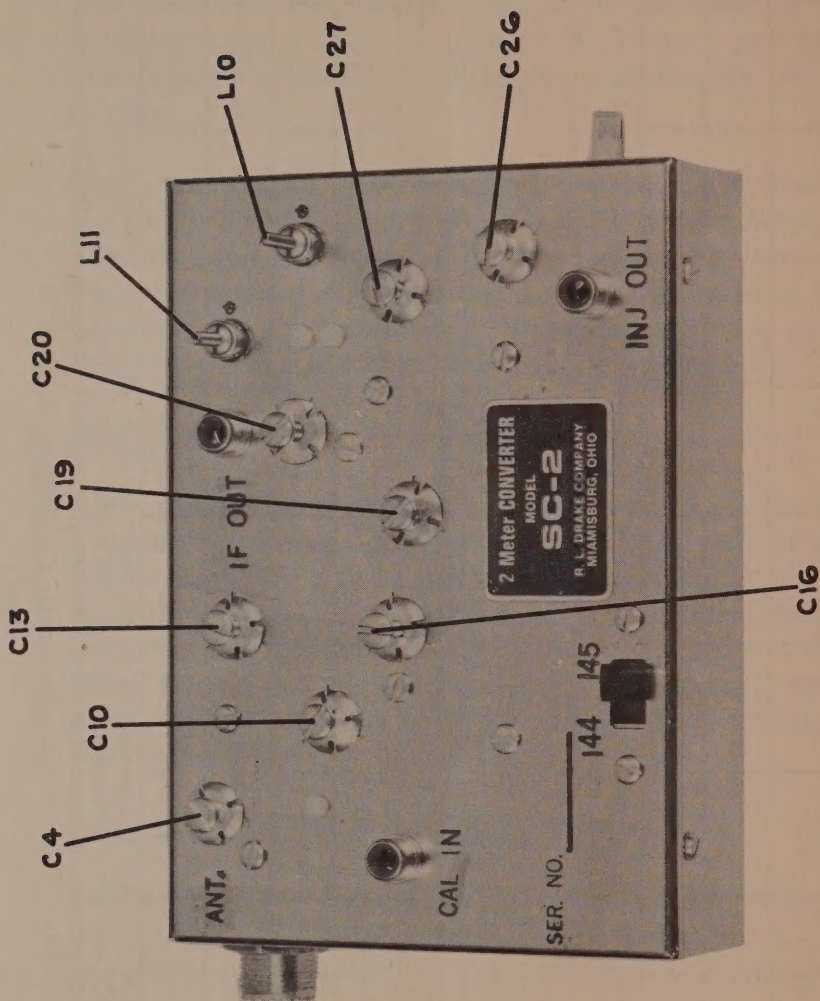 C4
C10
C13
C19
C20
L11
L10
C27
C26
C16
ANT.
IF OUT
CAL IN
SER. NO.
144 145
INJ OUT
2 Meter CONVERTER
MODEL
SC-2
R. L. DRAKE COMPANY
MIAMISBURG, OHIO